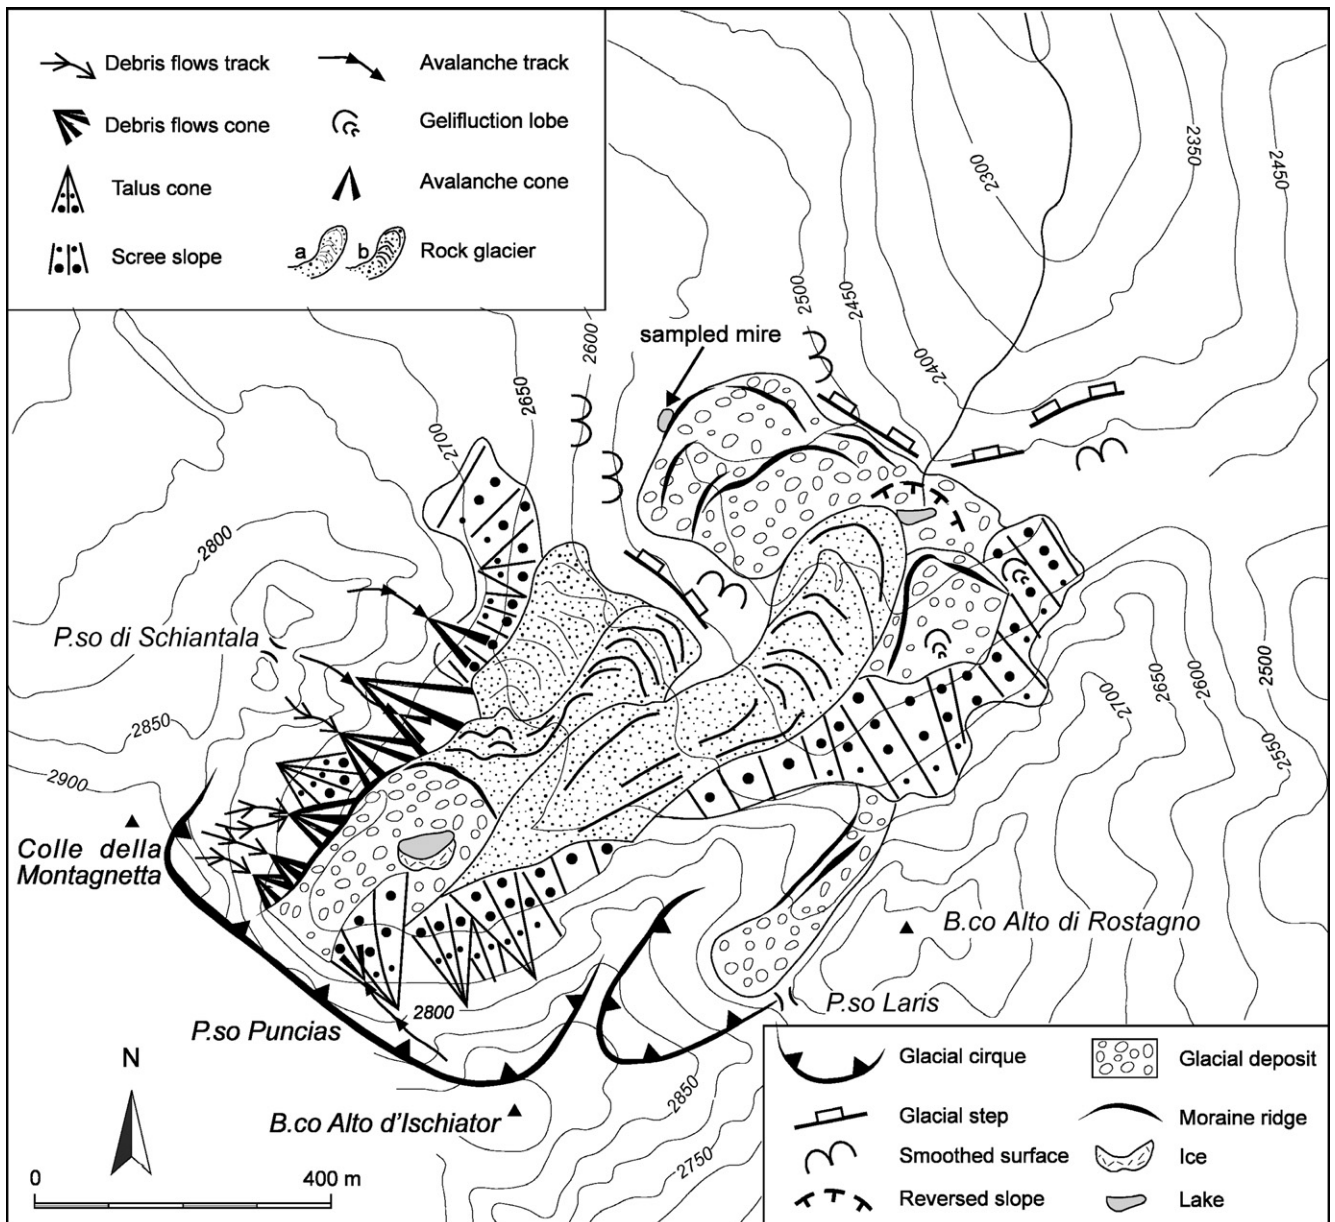 Debris flows track
Avalanche track
Debris flows cone
Gelifluction lobe
Talus cone
Avalanche cone
Scree slope
a
b
Rock glacier
2300
2350
2450
2500
2450
2400
2600
2650
2700
sampled mire
2800
P.so di Schiantala
2850
2900
Colle della
Montagnetta
2700
2650
2600
2550
2500
B.co Alto di Rostagno
P.so Laris
P.so Puncias
2800
B.co Alto d'Ischiator
2850
2750
N
0
400 m
Glacial cirque
Glacial deposit
Glacial step
Moraine ridge
Smoothed surface
Ice
Reversed slope
Lake